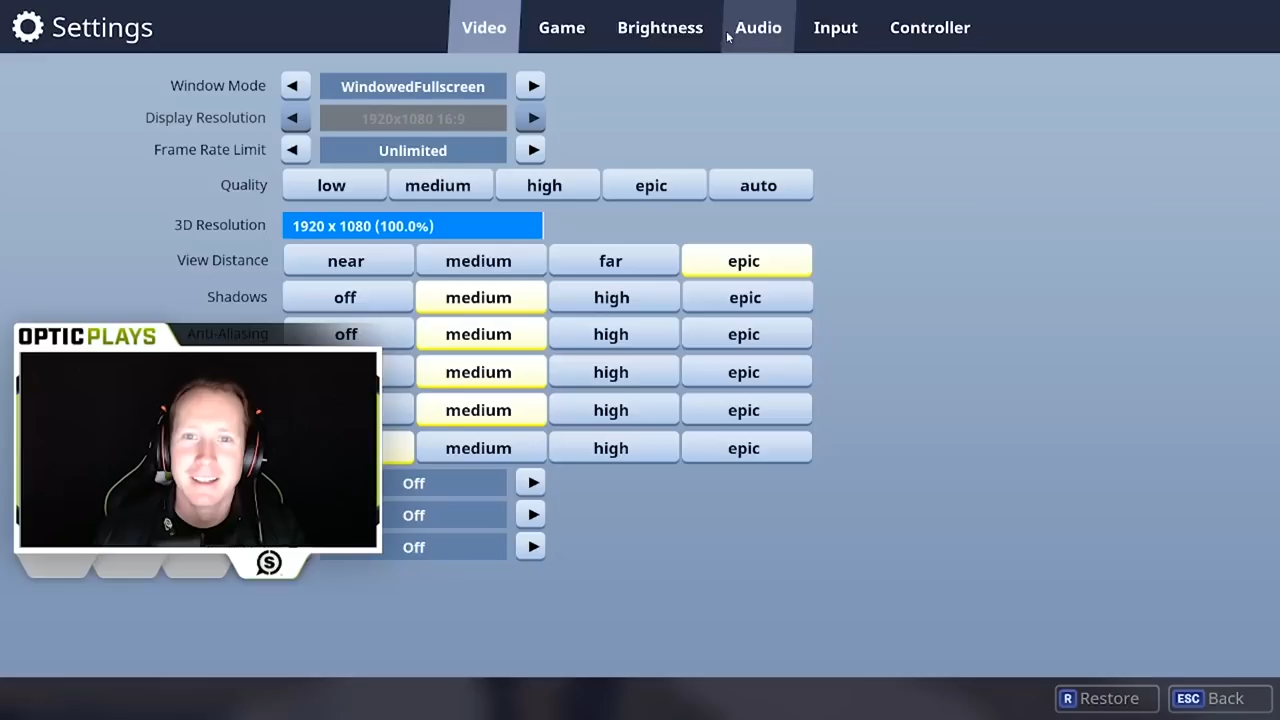 Settings Video Game Brightness Audio Input Controller
Window Mode WindowedFullscreen
Display Resolution 1920x1080 16:9
Frame Rate Limit Unlimited
Quality low medium high epic auto
3D Resolution 1920 x 1080 (100.0%)
View Distance near medium far epic
Shadows off medium high epic
OPTICPLAYS Anti-Aliasing off medium high epic
medium high epic
medium high epic
medium high epic
Off
Off
Off
R Restore ESC Back